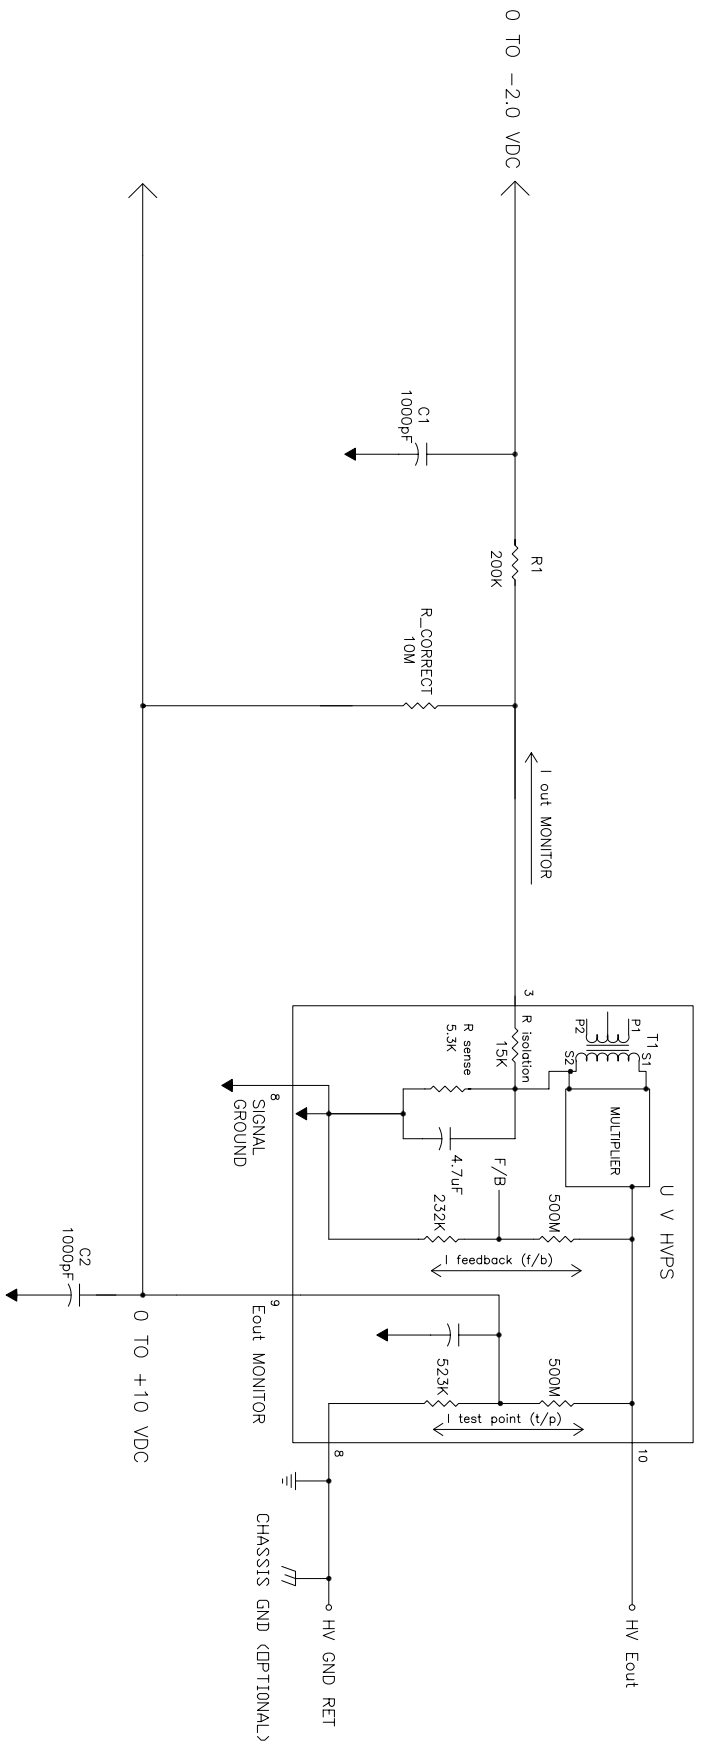 0 TO -2.0 VDC
C1
1000pF
R1
200K
R_CORRECT
10M
I out MONITOR
3
R isolation
15K
R sense
5.3K
4.7uF
T1
P1
P2
S1
S2
MULTIPLIER
U V HVPS
F/B
500M
232K
I feedback (f/b)
500M
523K
I test point (t/p)
8
SIGNAL
GROUND
9
Eout MONITOR
C2
1000pF
0 TO +10 VDC
10
8
HV Eout
HV GND RET
CHASSIS GND (OPTIONAL)